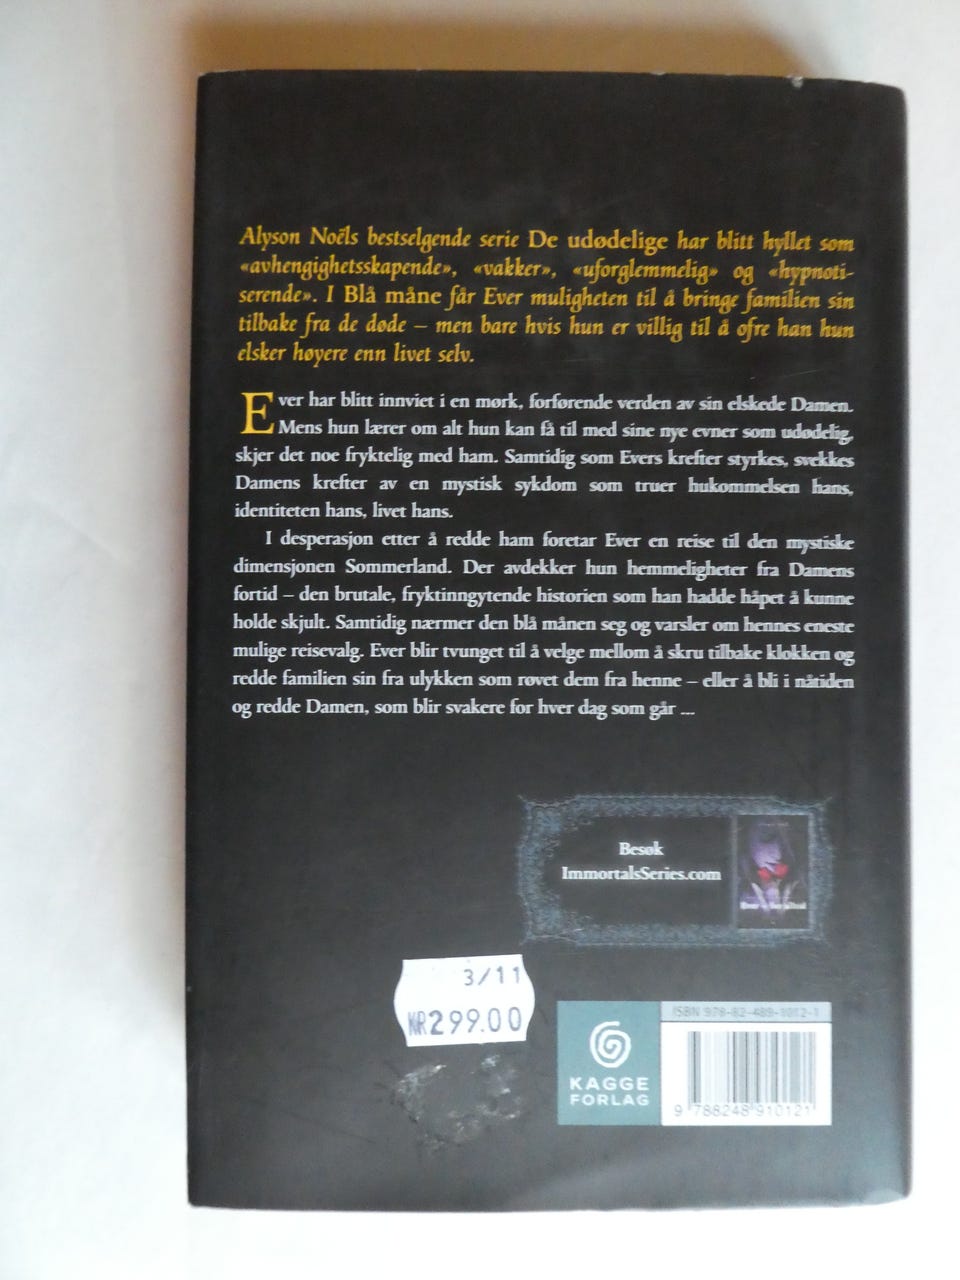 Alyson Noëls bestselgende serie De udødelige har blitt hyllet som
«avhengighetsskapende», «vakker», «uforglemmelig» og «hypnoti-
serende». I Blå måne får Ever muligheten til å bringe familien sin
tilbake fra de døde – men bare hvis hun er villig til å ofre han hun
elsker høyere enn livet selv.
Ever har blitt innviet i en mørk, forførende verden av sin elskede Damen.
Mens hun lærer om alt hun kan få til med sine nye evner som udødelig,
skjer det noe fryktelig med ham. Samtidig som Evers krefter styrkes, svekkes
Damens krefter av en mystisk sykdom som truer hukommelsen hans,
identiteten hans, livet hans.
I desperasjon etter å redde ham foretar Ever en reise til den mystiske
dimensjonen Sommerland. Der avdekker hun hemmeligheter fra Damens
fortid – den brutale, fryktinngytende historien som han hadde håpet å kunne
holde skjult. Samtidig nærmer den blå månen seg og varsler om hennes eneste
mulige reisevalg. Ever blir tvunget til å velge mellom å skru tilbake klokken og
redde familien sin fra ulykken som røvet dem fra henne – eller å bli i nåtiden
og redde Damen, som blir svakere for hver dag som går ...
Besøk
ImmortalsSeries.com
3/11
KR299.00
KAGGE
FORLAG
ISBN 978-82-489-1012-1
9 788248 910121